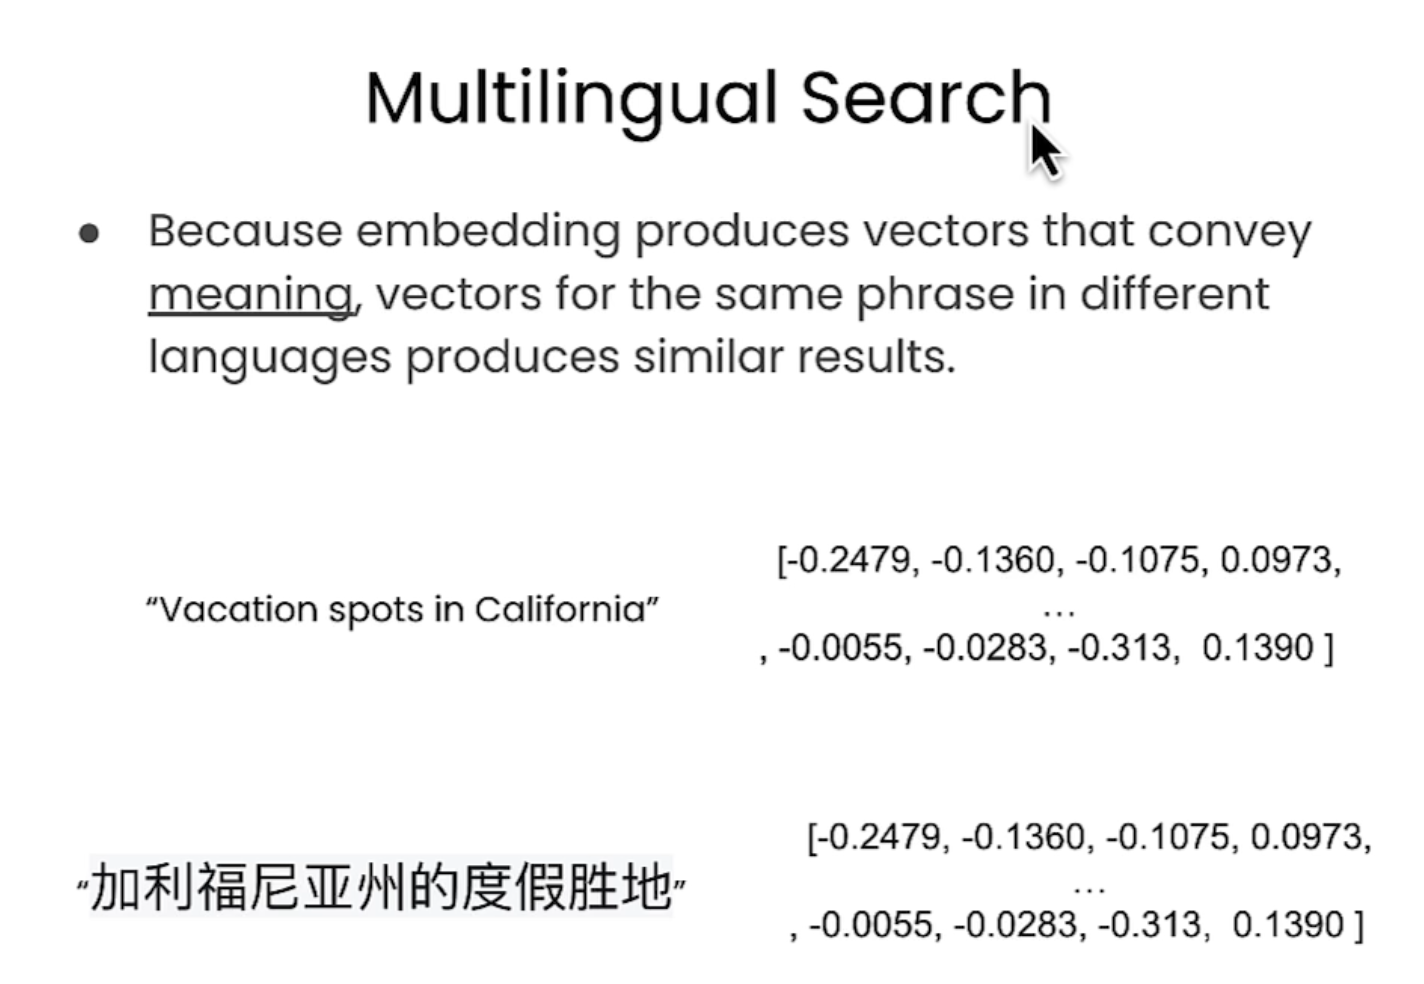 Multilingual Search
● Because embedding produces vectors that convey
meaning, vectors for the same phrase in different
languages produces similar results.
[-0.2479, -0.1360, -0.1075, 0.0973,
“Vacation spots in California”
...
, -0.0055, -0.0283, -0.313, 0.1390 ]
[-0.2479, -0.1360, -0.1075, 0.0973,
“加利福尼亚州的度假胜地”
...
, -0.0055, -0.0283, -0.313, 0.1390 ]